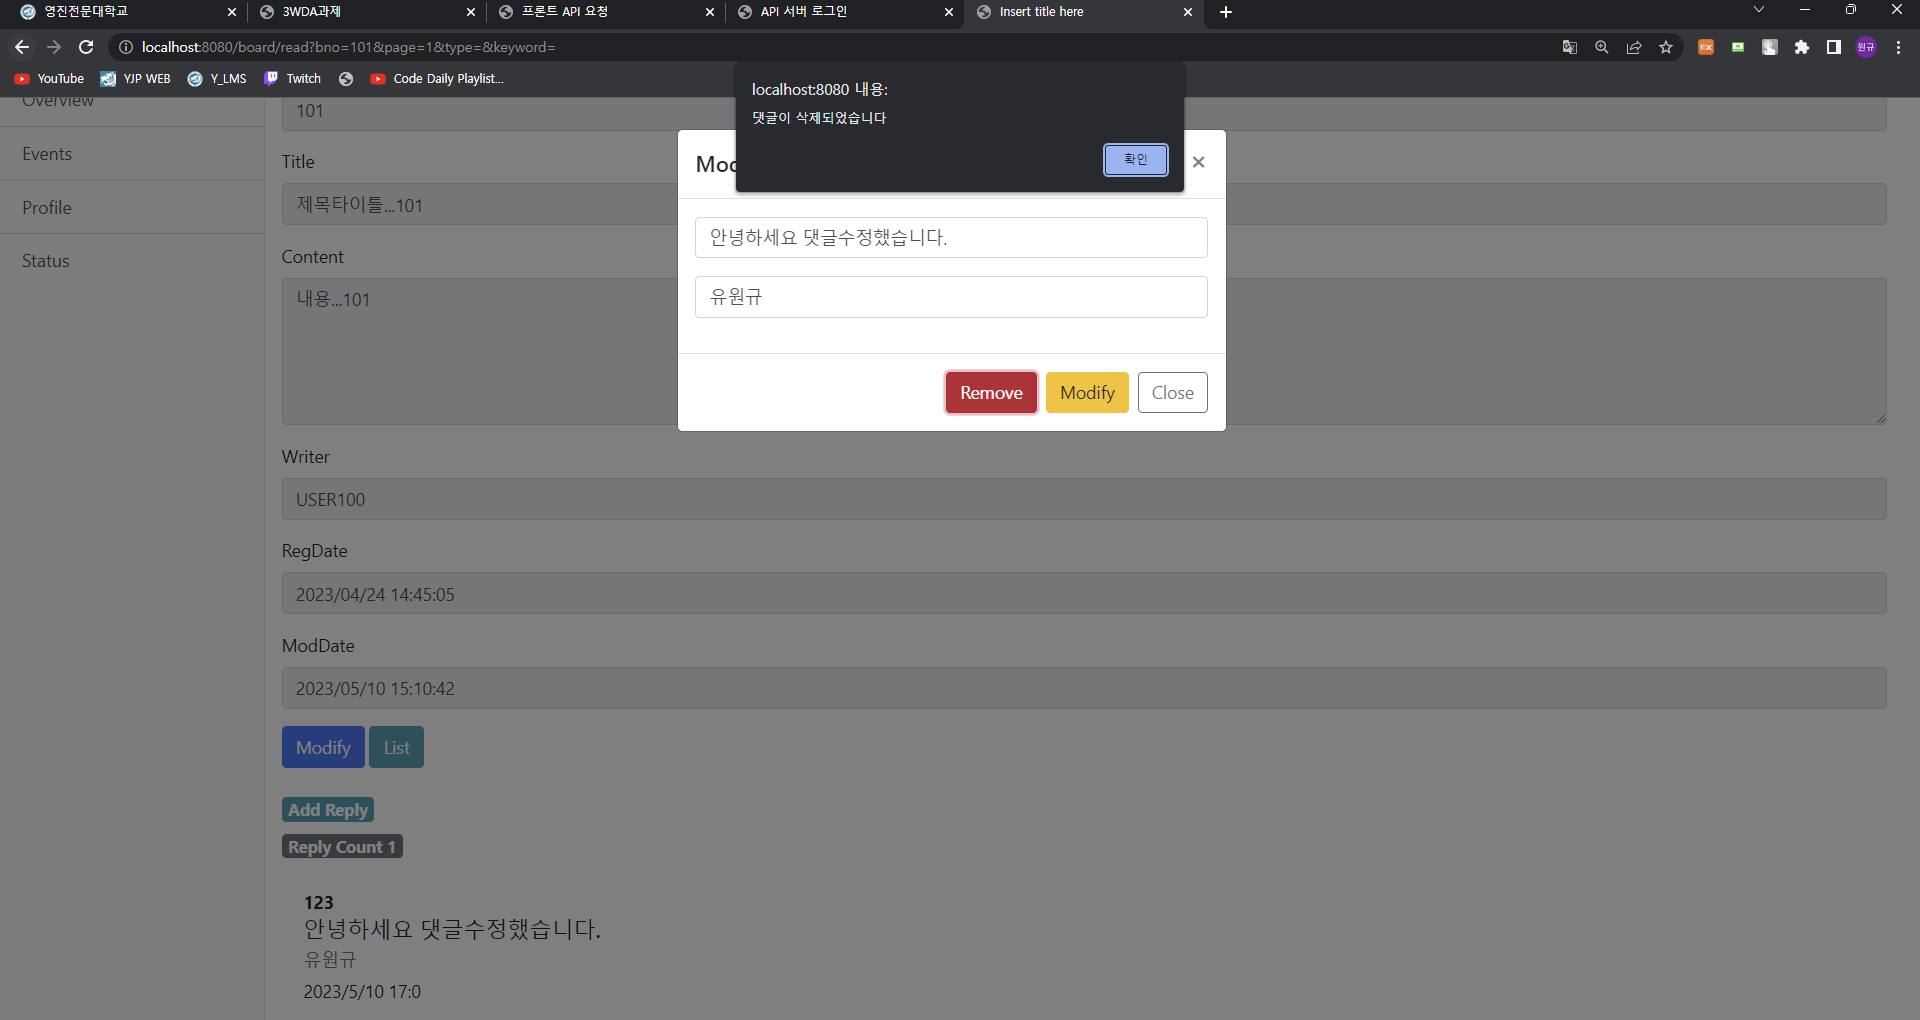 영진전문대학교
3WDA과제
프론트 API 요청
API 서버 로그인
Insert title here
localhost:8080/board/read?bno=101&page=1&type=&keyword=
원규
YouTube
YJP WEB
Y_LMS
Twitch
Code Daily Playlist...
localhost:8080 내용:
댓글이 삭제되었습니다
확인
Overview
Events
Profile
Status
101
Title
제목타이틀...101
Content
내용...101
Writer
USER100
RegDate
2023/04/24 14:45:05
ModDate
2023/05/10 15:10:42
Modify
List
Add Reply
Reply Count 1
123
안녕하세요 댓글수정했습니다.
유원규
2023/5/10 17:0
Mod
안녕하세요 댓글수정했습니다.
유원규
Remove
Modify
Close